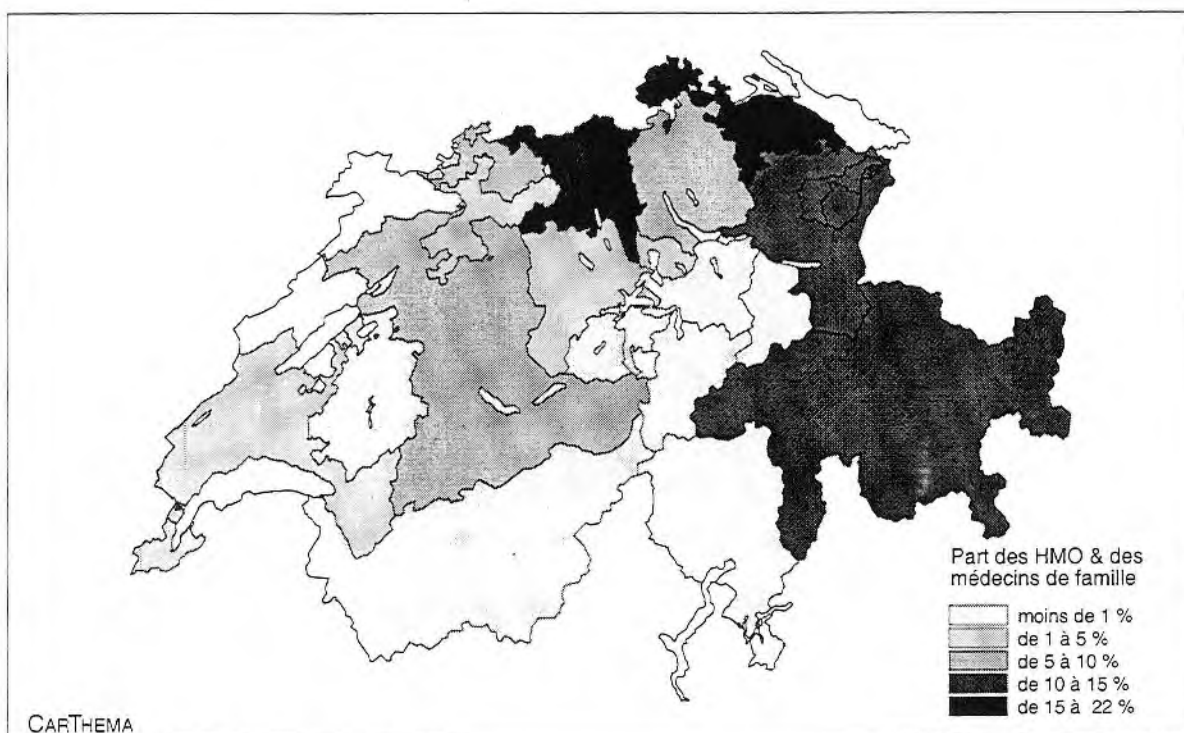 Part des HMO & des
médecins de famille
moins de 1 %
de 1 à 5 %
de 5 à 10 %
de 10 à 15 %
de 15 à 22 %
CARTHEMA